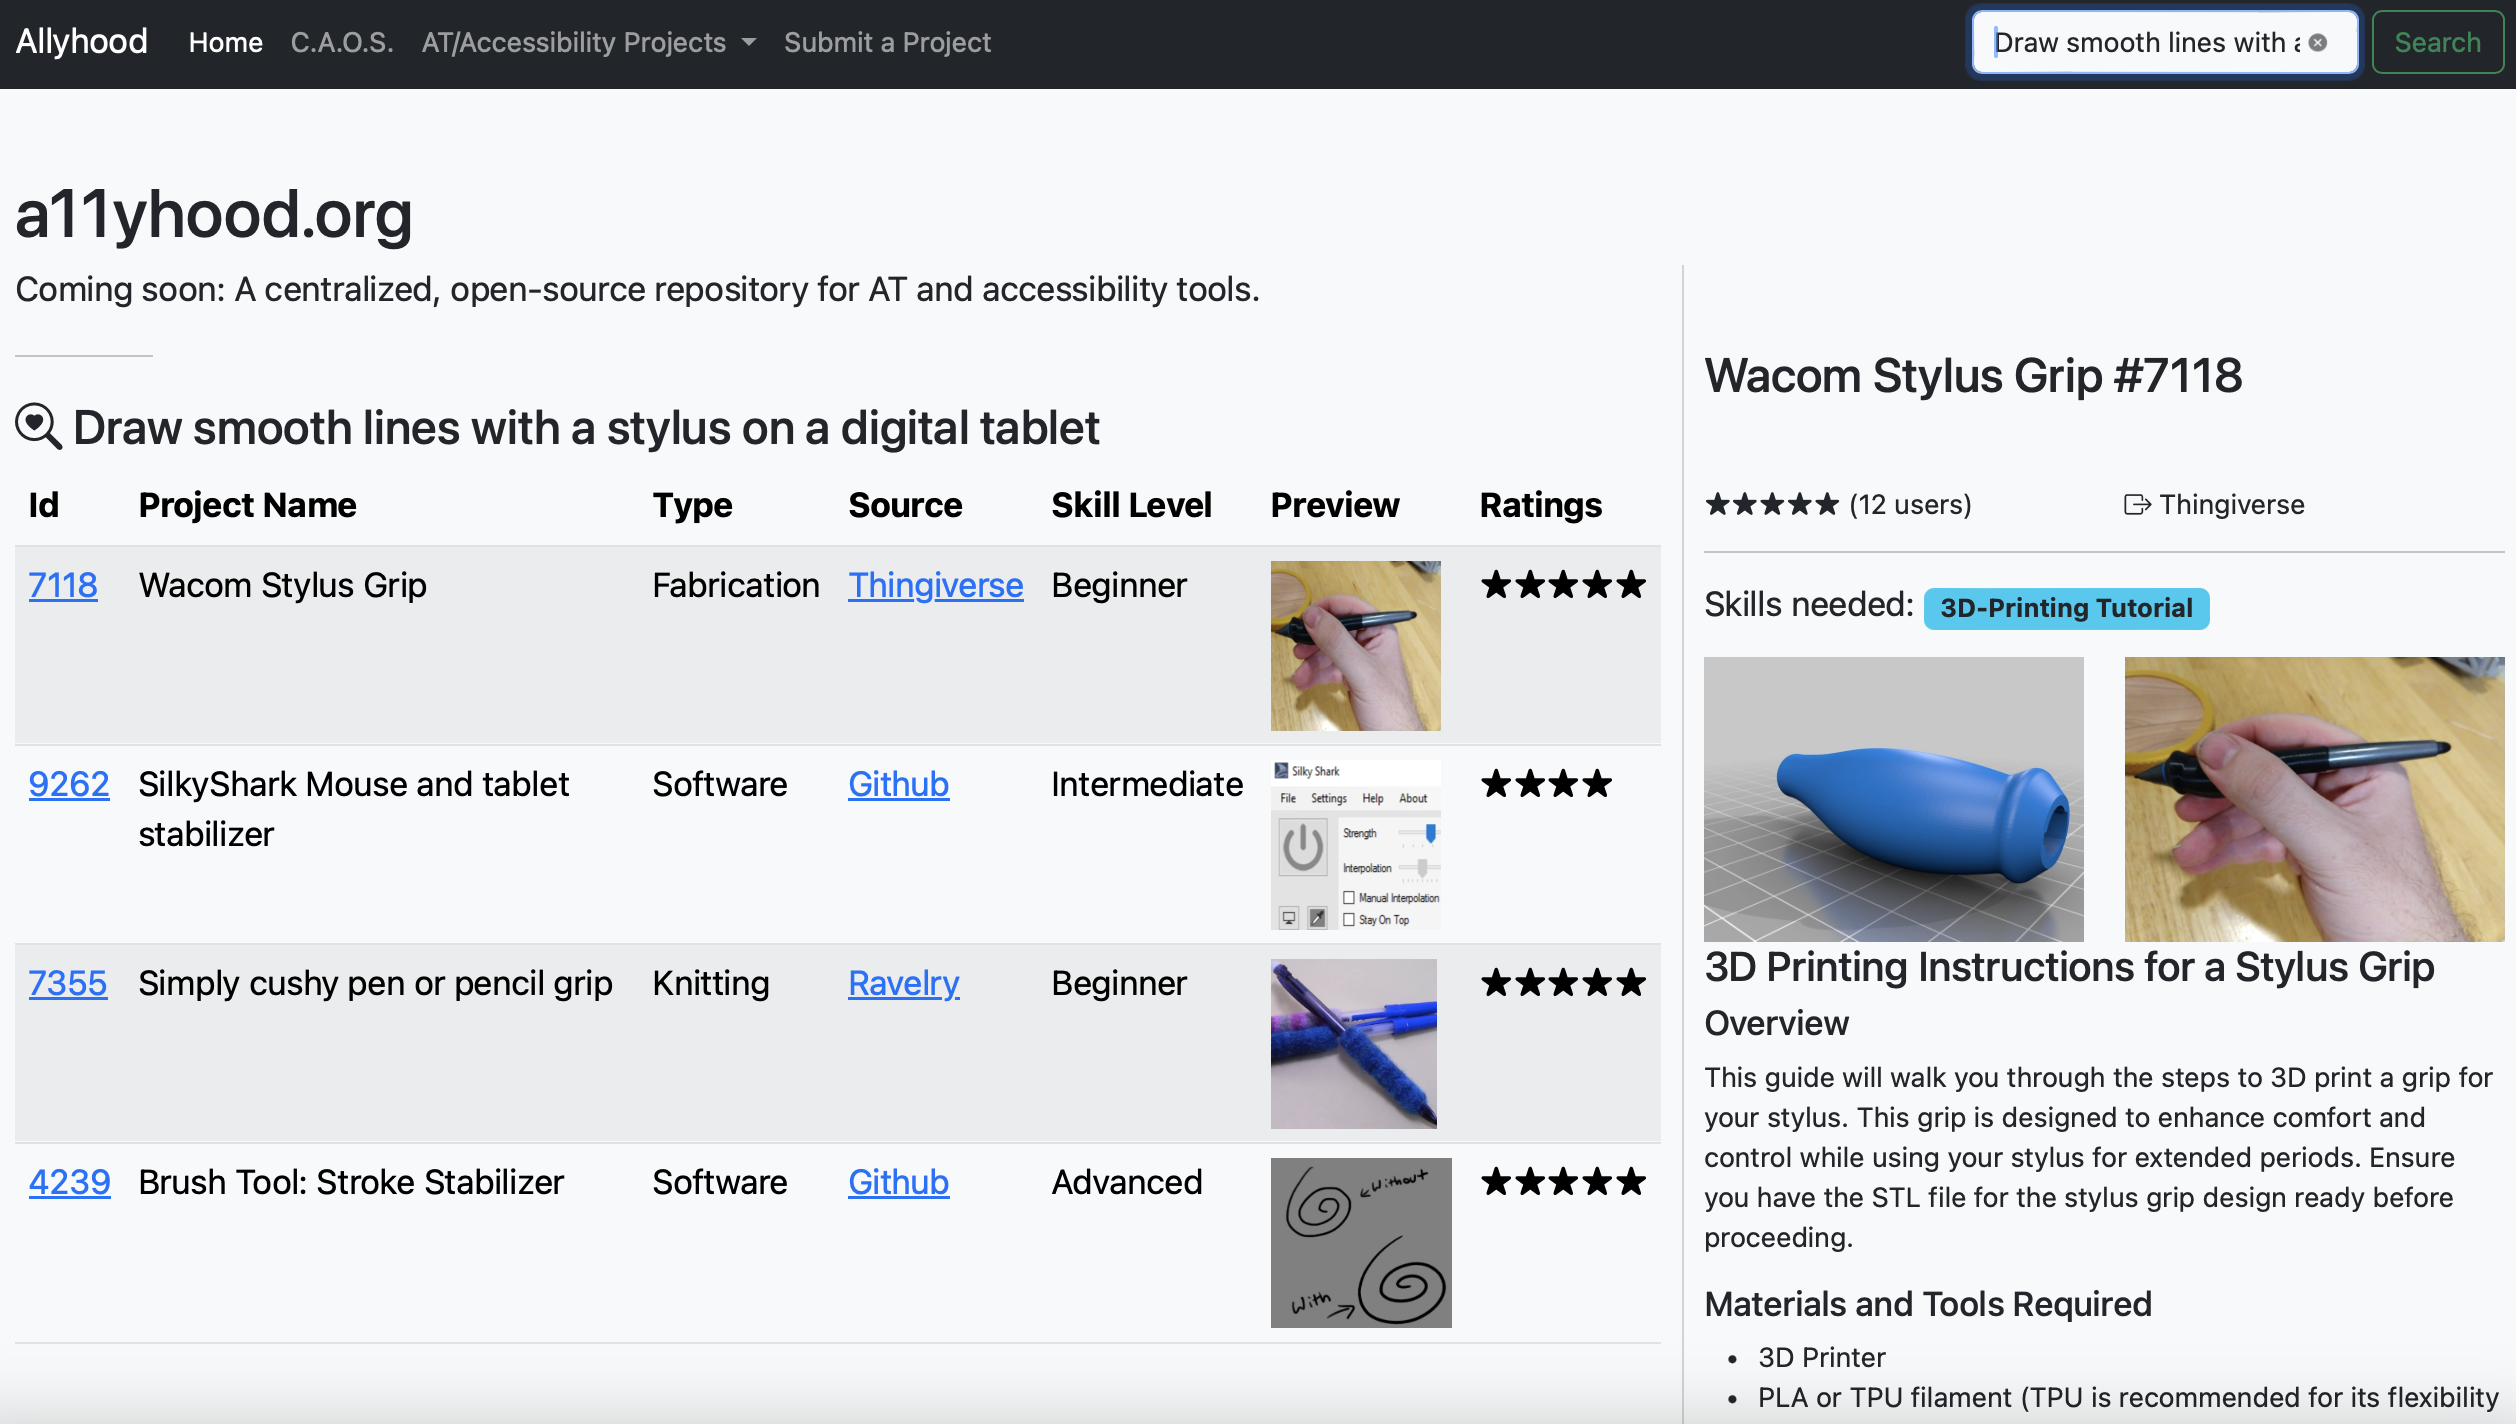 Allyhood Home C.A.O.S. AT/Accessibility Projects Submit a Project Draw smooth lines with Search
a11yhood.org
Coming soon: A centralized, open-source repository for AT and accessibility tools.
Draw smooth lines with a stylus on a digital tablet
Id Project Name Type Source Skill Level Preview Ratings
7118 Wacom Stylus Grip Fabrication Thingiverse Beginner
9262 SilkyShark Mouse and tablet Software Github Intermediate
stabilizer
Silky Shark
File Settings Help About
Strength
Interpolation
Manual Interpolation
Stay On Top
7355 Simply cushy pen or pencil grip Knitting Ravelry Beginner
4239 Brush Tool: Stroke Stabilizer Software Github Advanced
Without
With
Wacom Stylus Grip #7118
(12 users) Thingiverse
Skills needed: 3D-Printing Tutorial
3D Printing Instructions for a Stylus Grip
Overview
This guide will walk you through the steps to 3D print a grip for
your stylus. This grip is designed to enhance comfort and
control while using your stylus for extended periods. Ensure
you have the STL file for the stylus grip design ready before
proceeding.
Materials and Tools Required
• 3D Printer
• PLA or TPU filament (TPU is recommended for its flexibility